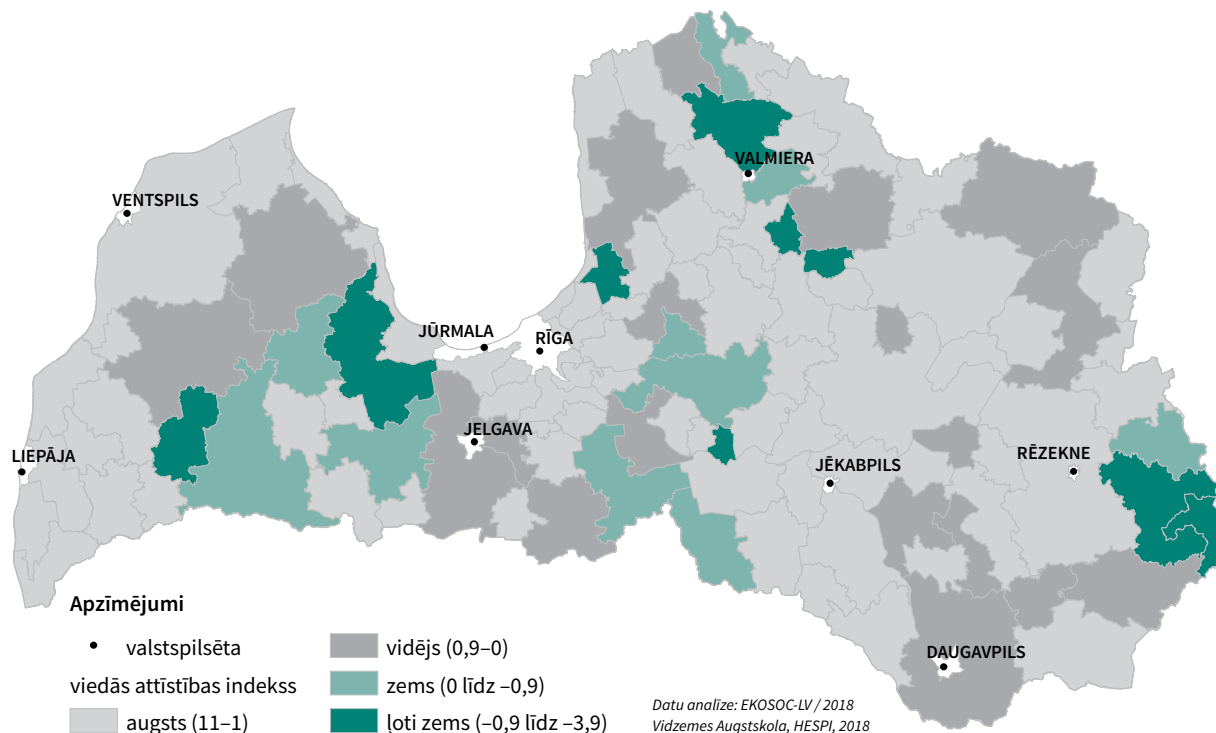 VENTSPILS
VALMIERA
JŪRMALA
RĪGA
JELGAVA
LIEPĀJA
JĒKABPILS
RĒZEKNE
DAUGAVPILS
Apzīmējumi
valstspilsēta
viedās attīstības indekss
augsts (11–1)
vidējs (0,9–0)
zems (0 līdz –0,9)
ļoti zems (–0,9 līdz –3,9)
Datu analīze: EKOSOC-LV / 2018
Vidzemes Augstskola, HESPI, 2018